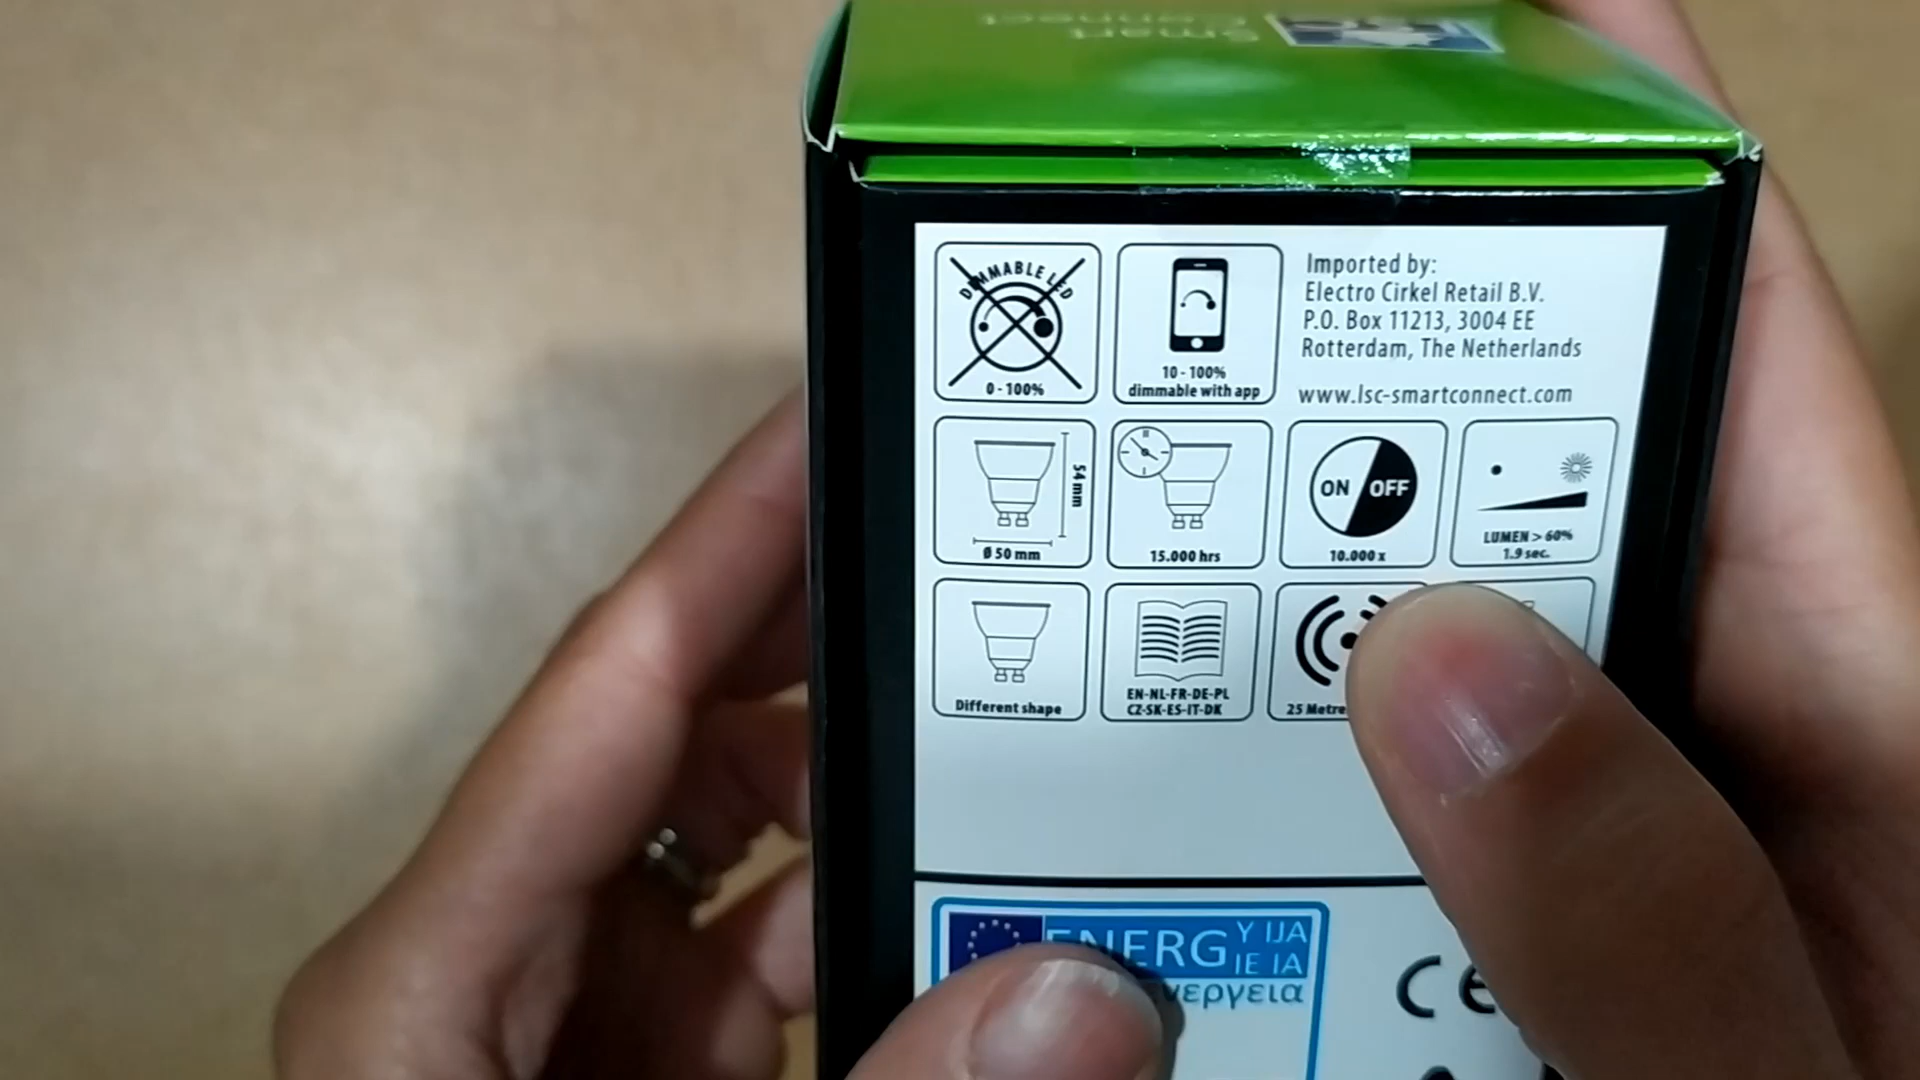 Smart
Connect
LSC
DIMMABLE LED
0 - 100%
10 - 100%
dimmable with app
Imported by:
Electro Cirkel Retail B.V.
P.O. Box 11213, 3004 EE
Rotterdam, The Netherlands
www.lsc-smartconnect.com
54 mm
Ø 50 mm
15.000 hrs
ON OFF
10.000 x
LUMEN > 60%
1.9 sec.
Different shape
EN-NL-FR-DE-PL
CZ-SK-ES-IT-DK
25 Metre
ENERG Y IJA
IE IA
CE